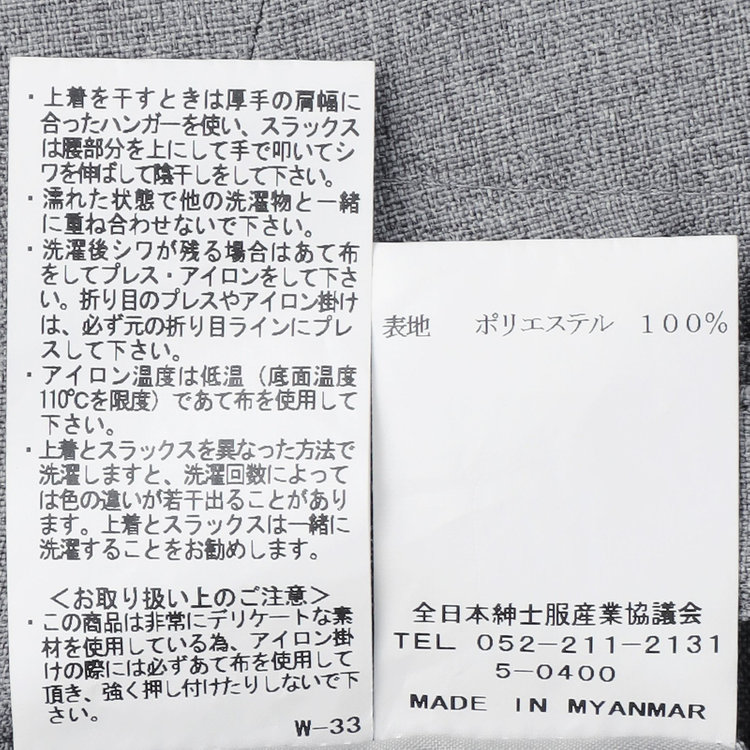 ・上着を干すときは厚手の肩幅に
合ったハンガーを使い、スラックス
は腰部分を上にして手で叩いてシ
ワを伸ばして陰干しをして下さい。
・濡れた状態で他の洗濯物と一緒
に重ね合わせないで下さい。
・洗濯後シワが残る場合はあて布
をしてプレス・アイロンをして下さ
い。折り目のプレスやアイロン掛け
は、必ず元の折り目ラインにプレ
スして下さい。
・アイロン温度は低温（底面温度
110℃を限度）であて布を使用して
下さい。
・上着とスラックスを異なった方法で
洗濯しますと、洗濯回数によって
は色の違いが若干出ることがあり
ます。上着とスラックスは一緒に
洗濯することをお勧めします。
＜お取り扱い上のご注意＞
・この商品は非常にデリケートな素
材を使用している為、アイロン掛
けの際には必ずあて布を使用して
頂き、強く押し付けたりしないで下
さい。
W-33
表地 ポリエステル 100%
全日本紳士服産業協議会
TEL 052-211-2131
5-0400
MADE IN MYANMAR